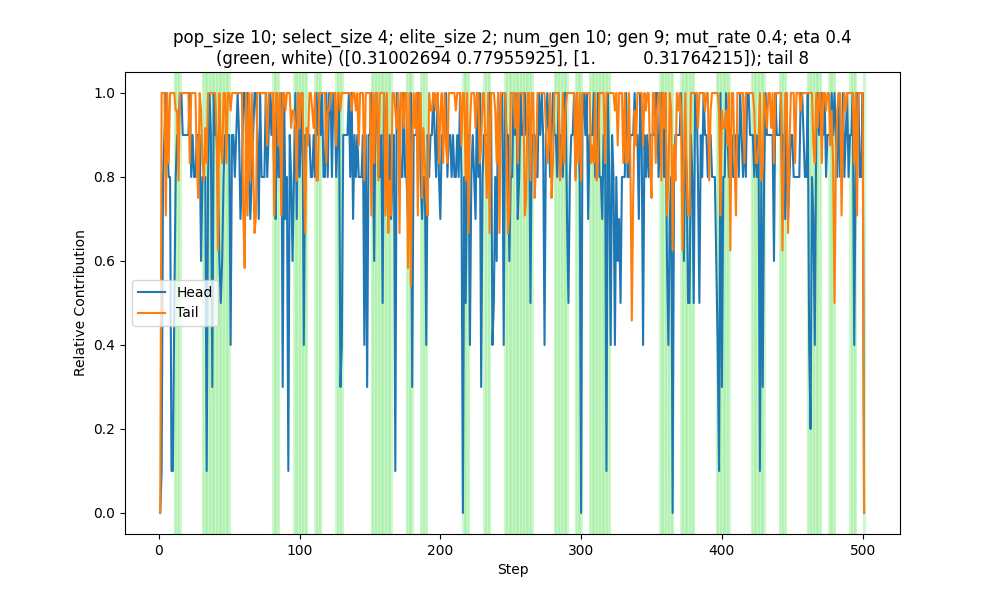 pop_size 10; select_size 4; elite_size 2; num_gen 10; gen 9; mut_rate 0.4; eta 0.4
(green, white) ([0.31002694 0.77955925], [1.         0.31764215]); tail 8
Relative Contribution
1.0
0.8
0.6
0.4
0.2
0.0
Head
Tail
0
100
200
300
400
500
Step